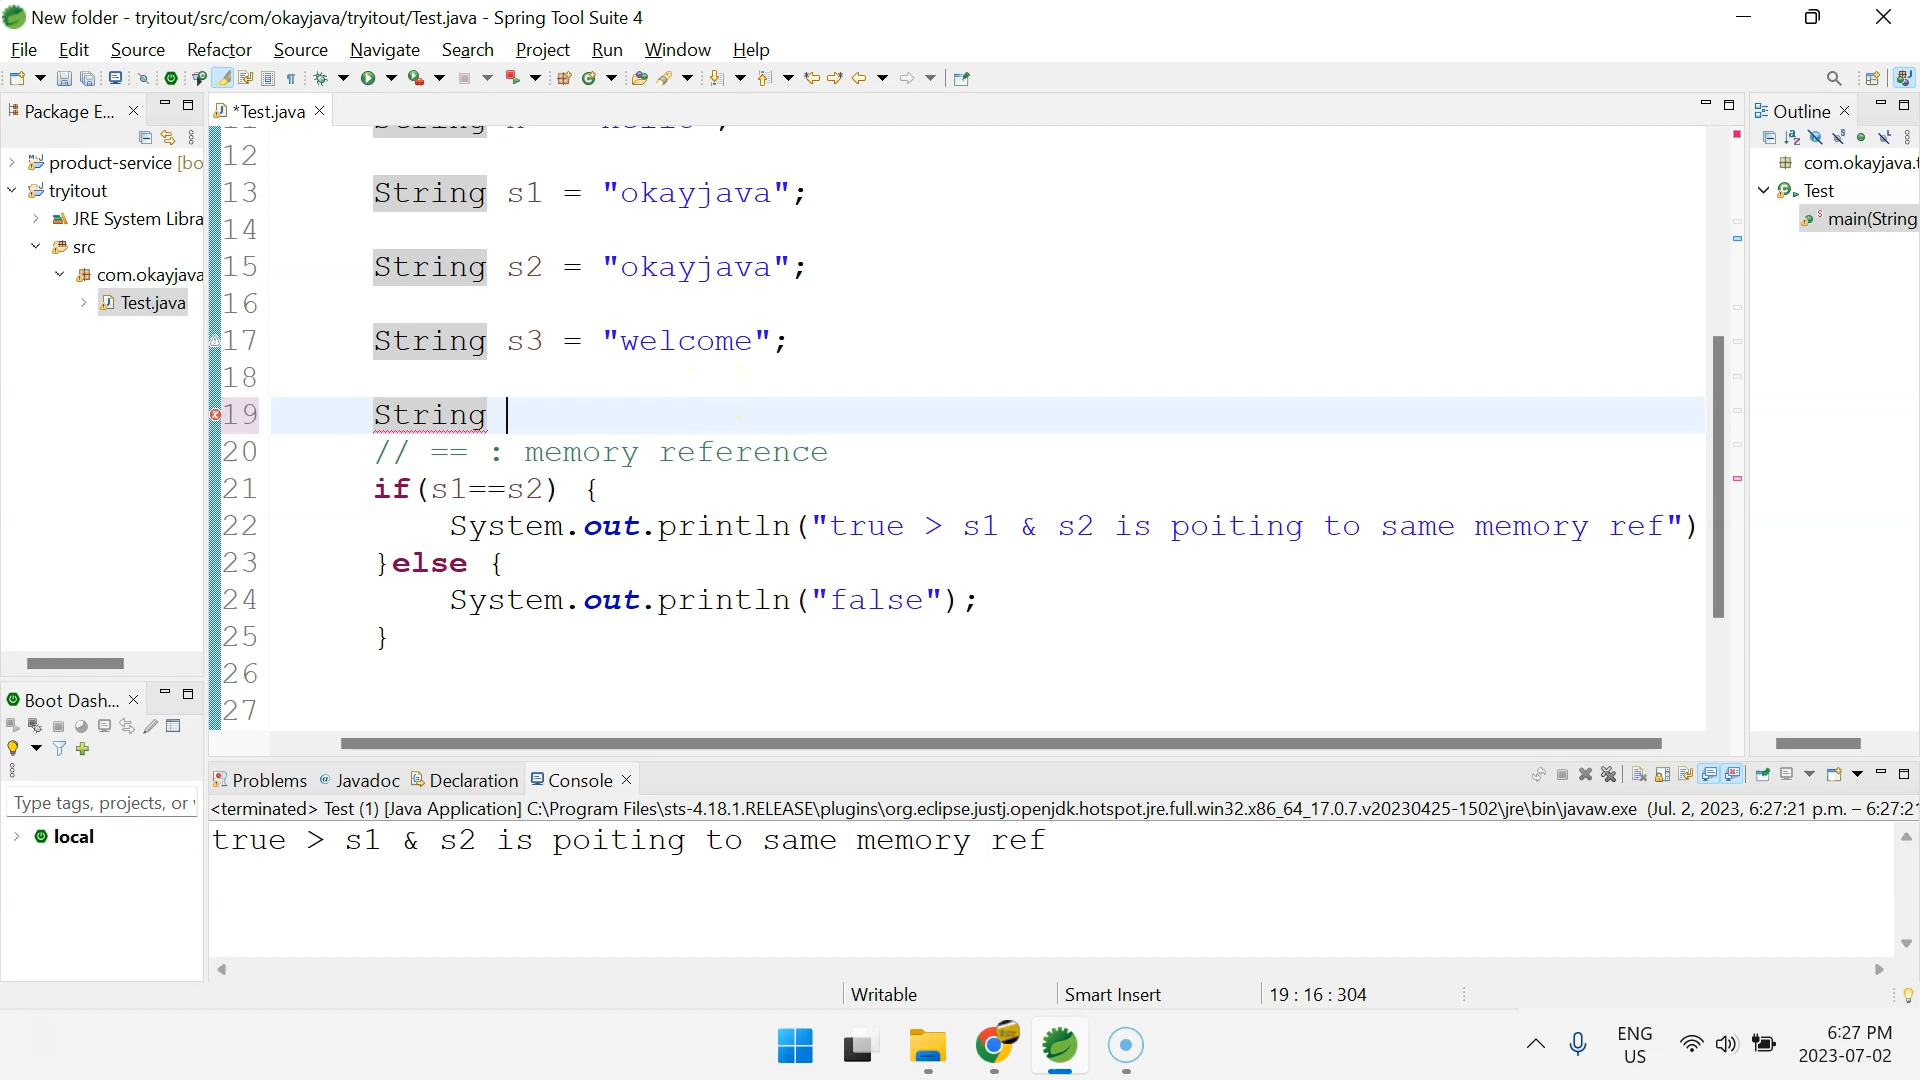 New folder - tryitout/src/com/okayjava/tryitout/Test.java - Spring Tool Suite 4
File Edit Source Refactor Source Navigate Search Project Run Window Help
Package E...
*Test.java
Outline
product-service [bo
tryitout
JRE System Libra
src
com.okayjava
Test.java
com.okayjava.t
Test
main(String
12
13 String s1 = "okayjava";
14
15 String s2 = "okayjava";
16
17 String s3 = "welcome";
18
19 String
20 // == : memory reference
21 if(s1==s2) {
22 System.out.println("true > s1 & s2 is poiting to same memory ref")
23 }else {
24 System.out.println("false");
25 }
26
27
Boot Dash...
Type tags, projects, or
local
Problems Javadoc Declaration Console
<terminated> Test (1) [Java Application] C:\Program Files\sts-4.18.1.RELEASE\plugins\org.eclipse.justj.openjdk.hotspot.jre.full.win32.x86_64_17.0.7.v20230425-1502\jre\bin\javaw.exe (Jul. 2, 2023, 6:27:21 p.m. – 6:27:2
true > s1 & s2 is poiting to same memory ref
Writable Smart Insert 19 : 16 : 304
ENG
US
6:27 PM
2023-07-02